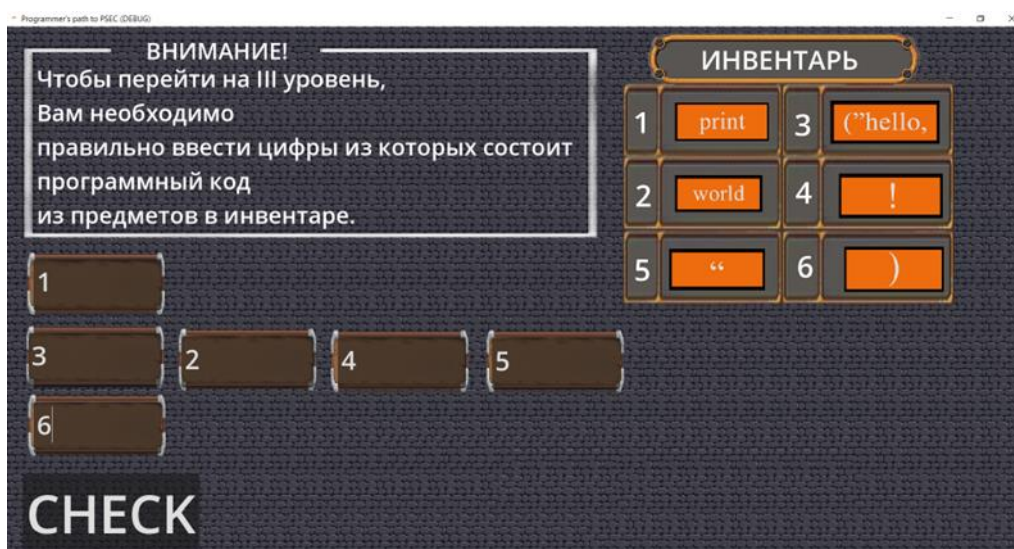 Programmer's path to PSEC (DEBUG)
ВНИМАНИЕ!
Чтобы перейти на III уровень,
Вам необходимо
правильно ввести цифры из которых состоит
программный код
из предметов в инвентаре.
ИНВЕНТАРЬ
1 print 3 (”hello,
2 world 4 !
5 “ 6 )
1
3 2 4 5
6
CHECK